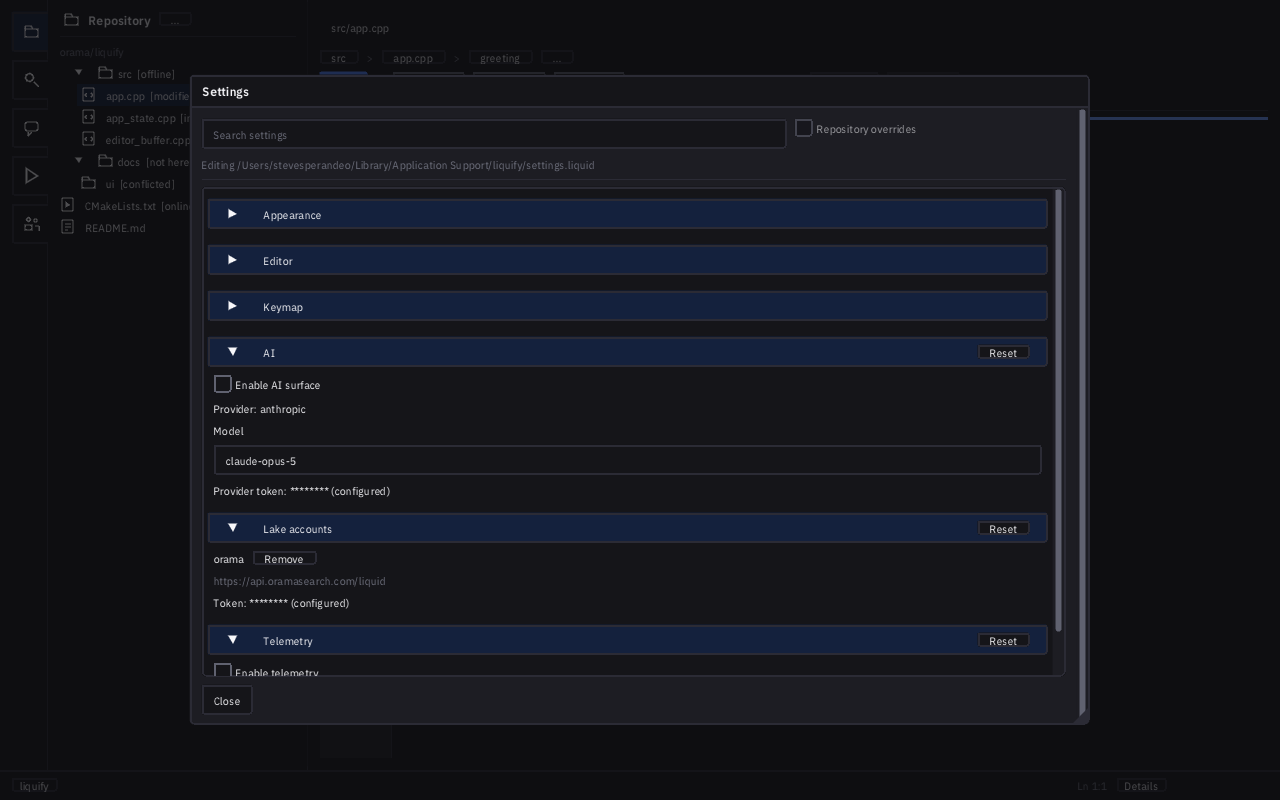 Repository ...
orama/liquify
src [offline]
app.cpp [modifie
app_state.cpp [i
editor_buffer.cpp
docs [not here
ui [conflicted]
CMakeLists.txt [onlin
README.md
src/app.cpp
src > app.cpp > greeting ...
Settings
Search settings
Repository overrides
Editing /Users/stevesperandeo/Library/Application Support/liquify/settings.liquid
Appearance
Editor
Keymap
AI Reset
Enable AI surface
Provider: anthropic
Model
claude-opus-5
Provider token: ******** (configured)
Lake accounts Reset
orama Remove
https://api.oramasearch.com/liquid
Token: ******** (configured)
Telemetry Reset
Enable telemetry
Close
liquify
Ln 1:1 Details